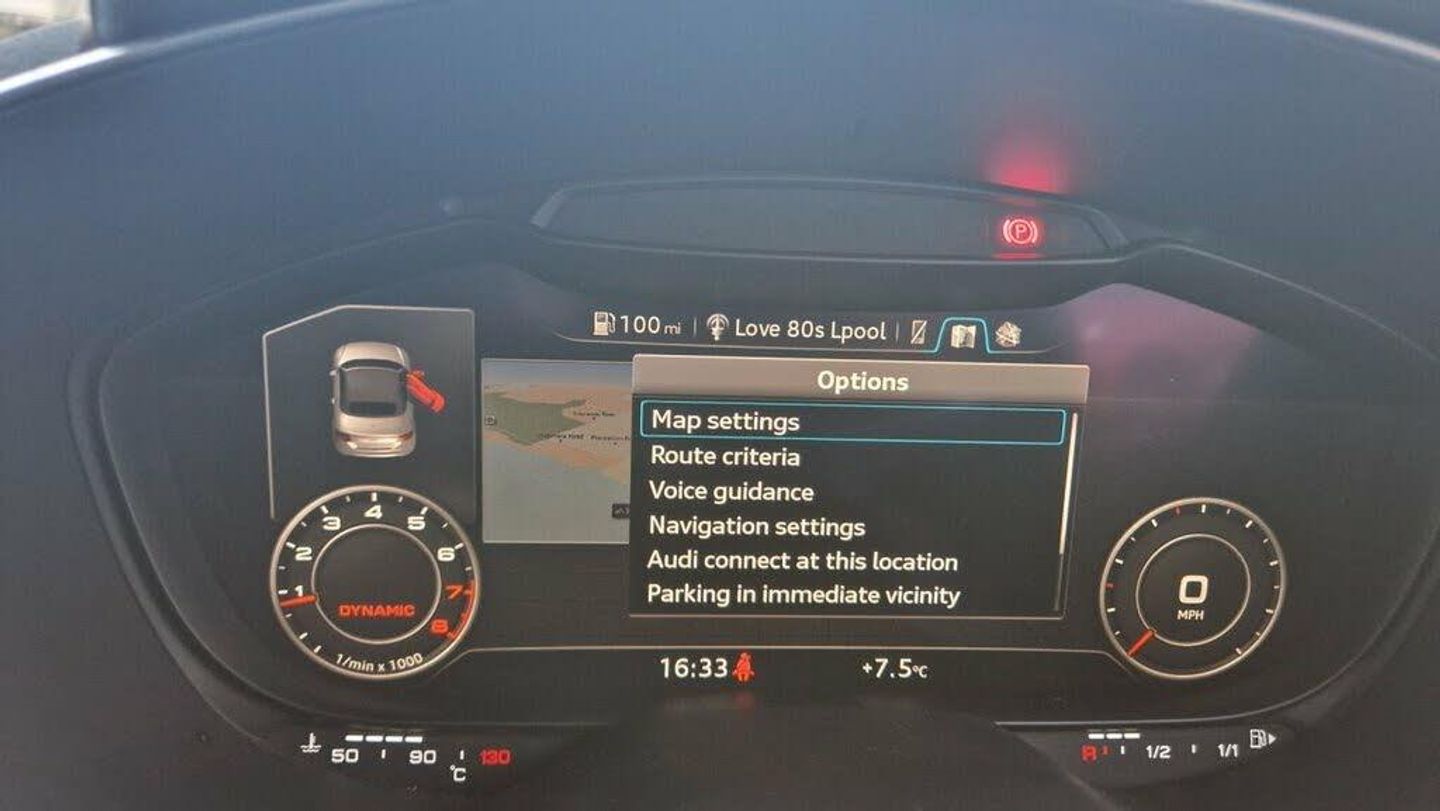 P
100 mi Love 80s Lpool
Options
Map settings
Route criteria
Voice guidance
Navigation settings
Audi connect at this location
Parking in immediate vicinity
1 2 3 4 5 6 7 8
DYNAMIC
1/min x 1000
0
MPH
16:33 +7.5°C
50 90 130
°C
R 1/2 1/1